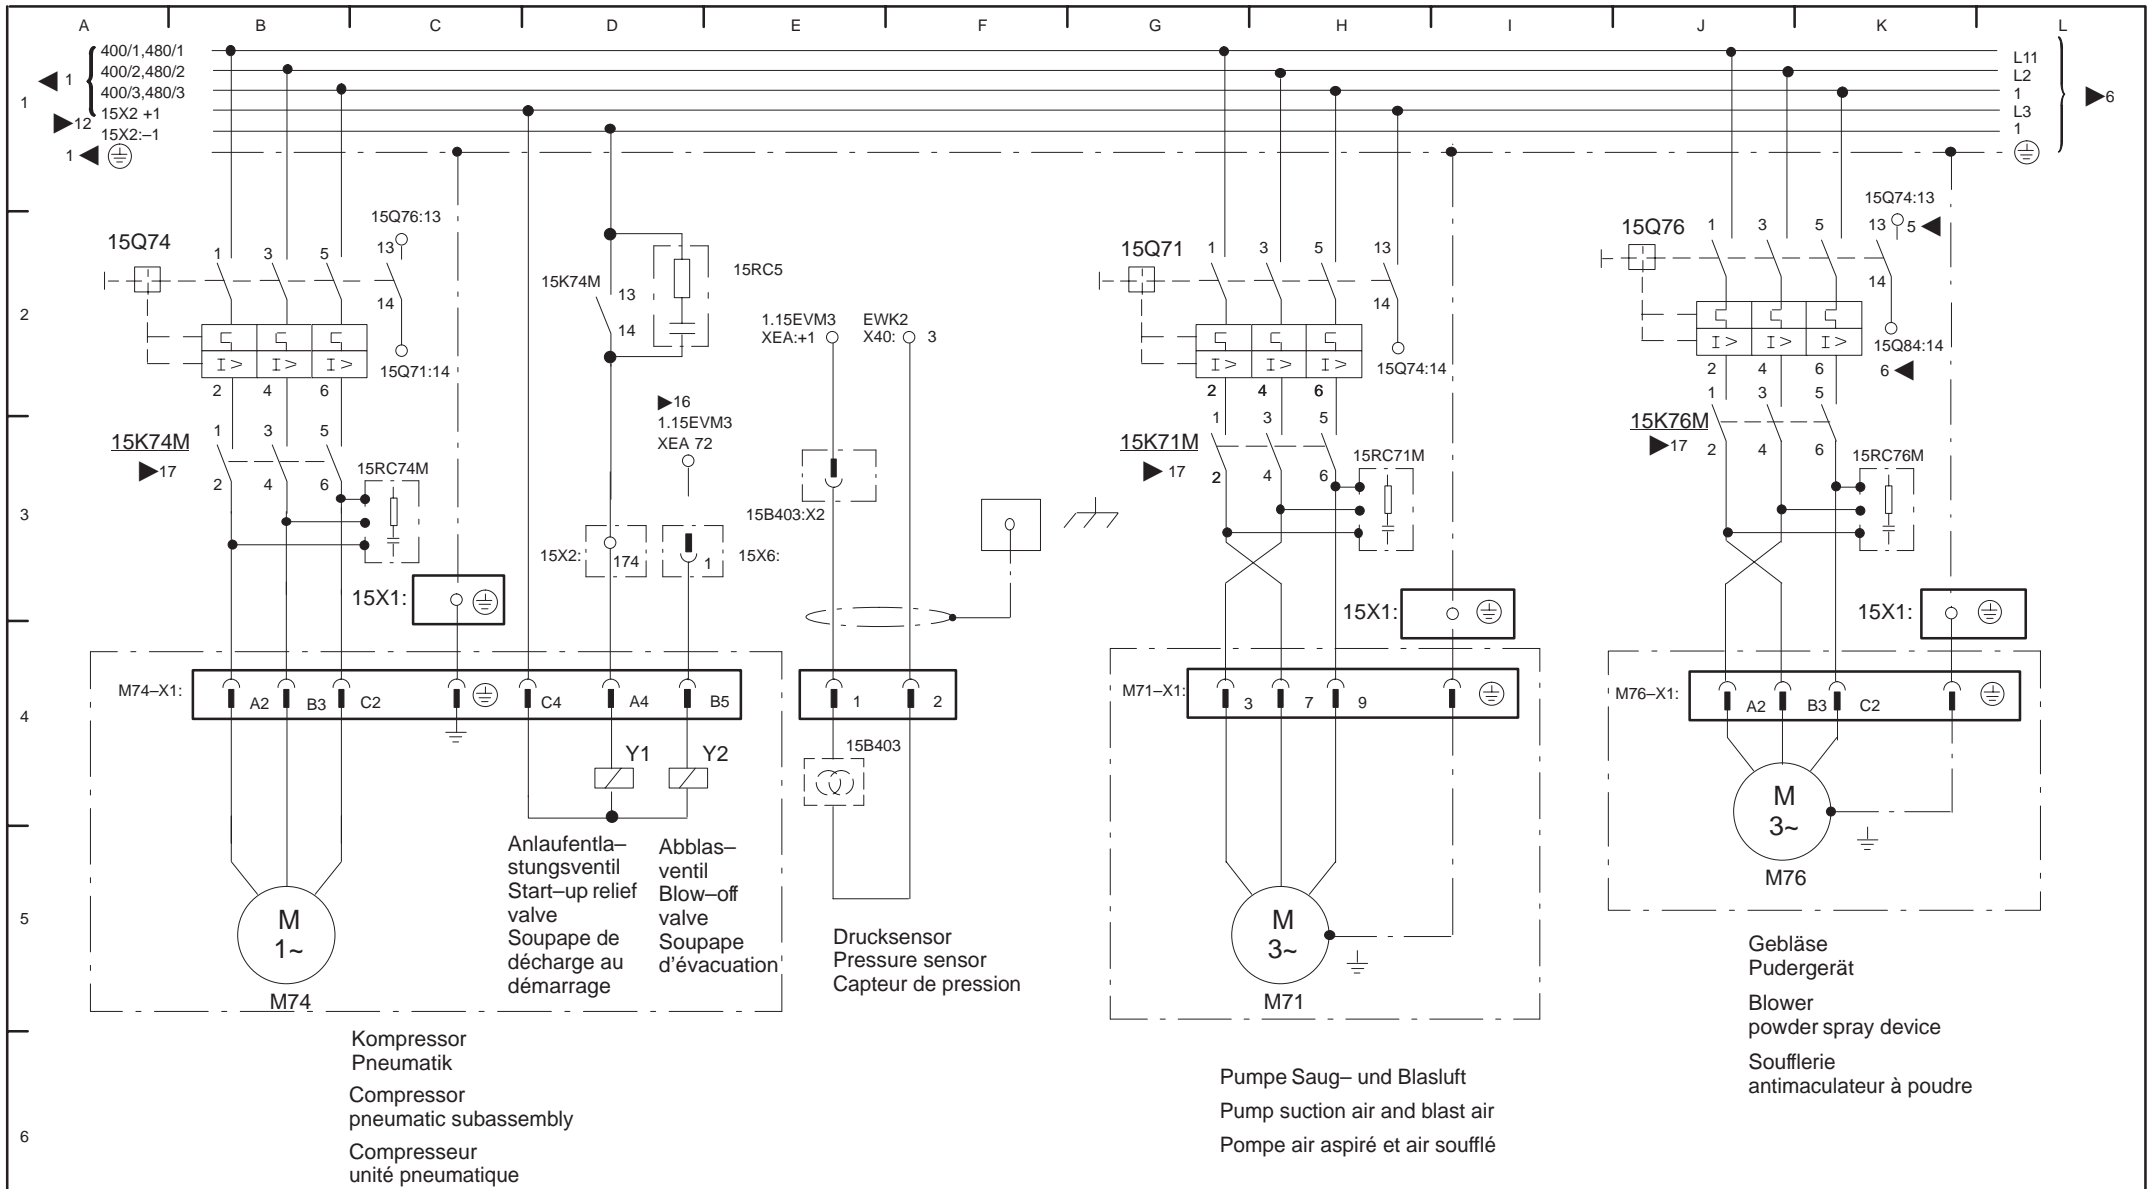 A B C D E F G H I J K L
1
2
3
4
5
6
400/1,480/1
400/2,480/2
400/3,480/3
15X2 +1
15X2:–1
◀ 1
▶12
1 ◀
L11
L2
1
L3
1
▶6
15Q74
1 3 5 13
14
15Q76:13
15Q71:14
I > I > I >
2 4 6
15K74M
▶17
1 3 5
2 4 6
15RC74M
15X1:
15K74M
13
14
15RC5
▶16
1.15EVM3
XEA 72
15X2:
174
1
15X6:
1.15EVM3
XEA:+1
EWK2
X40:
3
15B403:X2
M74–X1:
A2 B3 C2 C4 A4 B5
1 2
Y1 Y2
15B403
M
1~
M74
Anlaufentla–
stungsventil
Start–up relief
valve
Soupape de
décharge au
démarrage
Abblas–
ventil
Blow–off
valve
Soupape
d'évacuation
Drucksensor
Pressure sensor
Capteur de pression
Kompressor
Pneumatik
Compressor
pneumatic subassembly
Compresseur
unité pneumatique
15Q71
1 3 5 13
14
15Q74:14
I > I > I >
2 4 6
15K71M
▶ 17
1 3 5
2 4 6
15RC71M
15X1:
M71–X1:
3 7 9
M
3~
M71
Pumpe Saug– und Blasluft
Pump suction air and blast air
Pompe air aspiré et air soufflé
15Q76
1 3 5 13
15Q74:13
5 ◀
14
15Q84:14
6 ◀
I > I > I >
2 4 6
15K76M
▶17
1 3 5
2 4 6
15RC76M
15X1:
M76–X1:
A2 B3 C2
M
3~
M76
Gebläse
Pudergerät
Blower
powder spray device
Soufflerie
antimaculateur à poudre